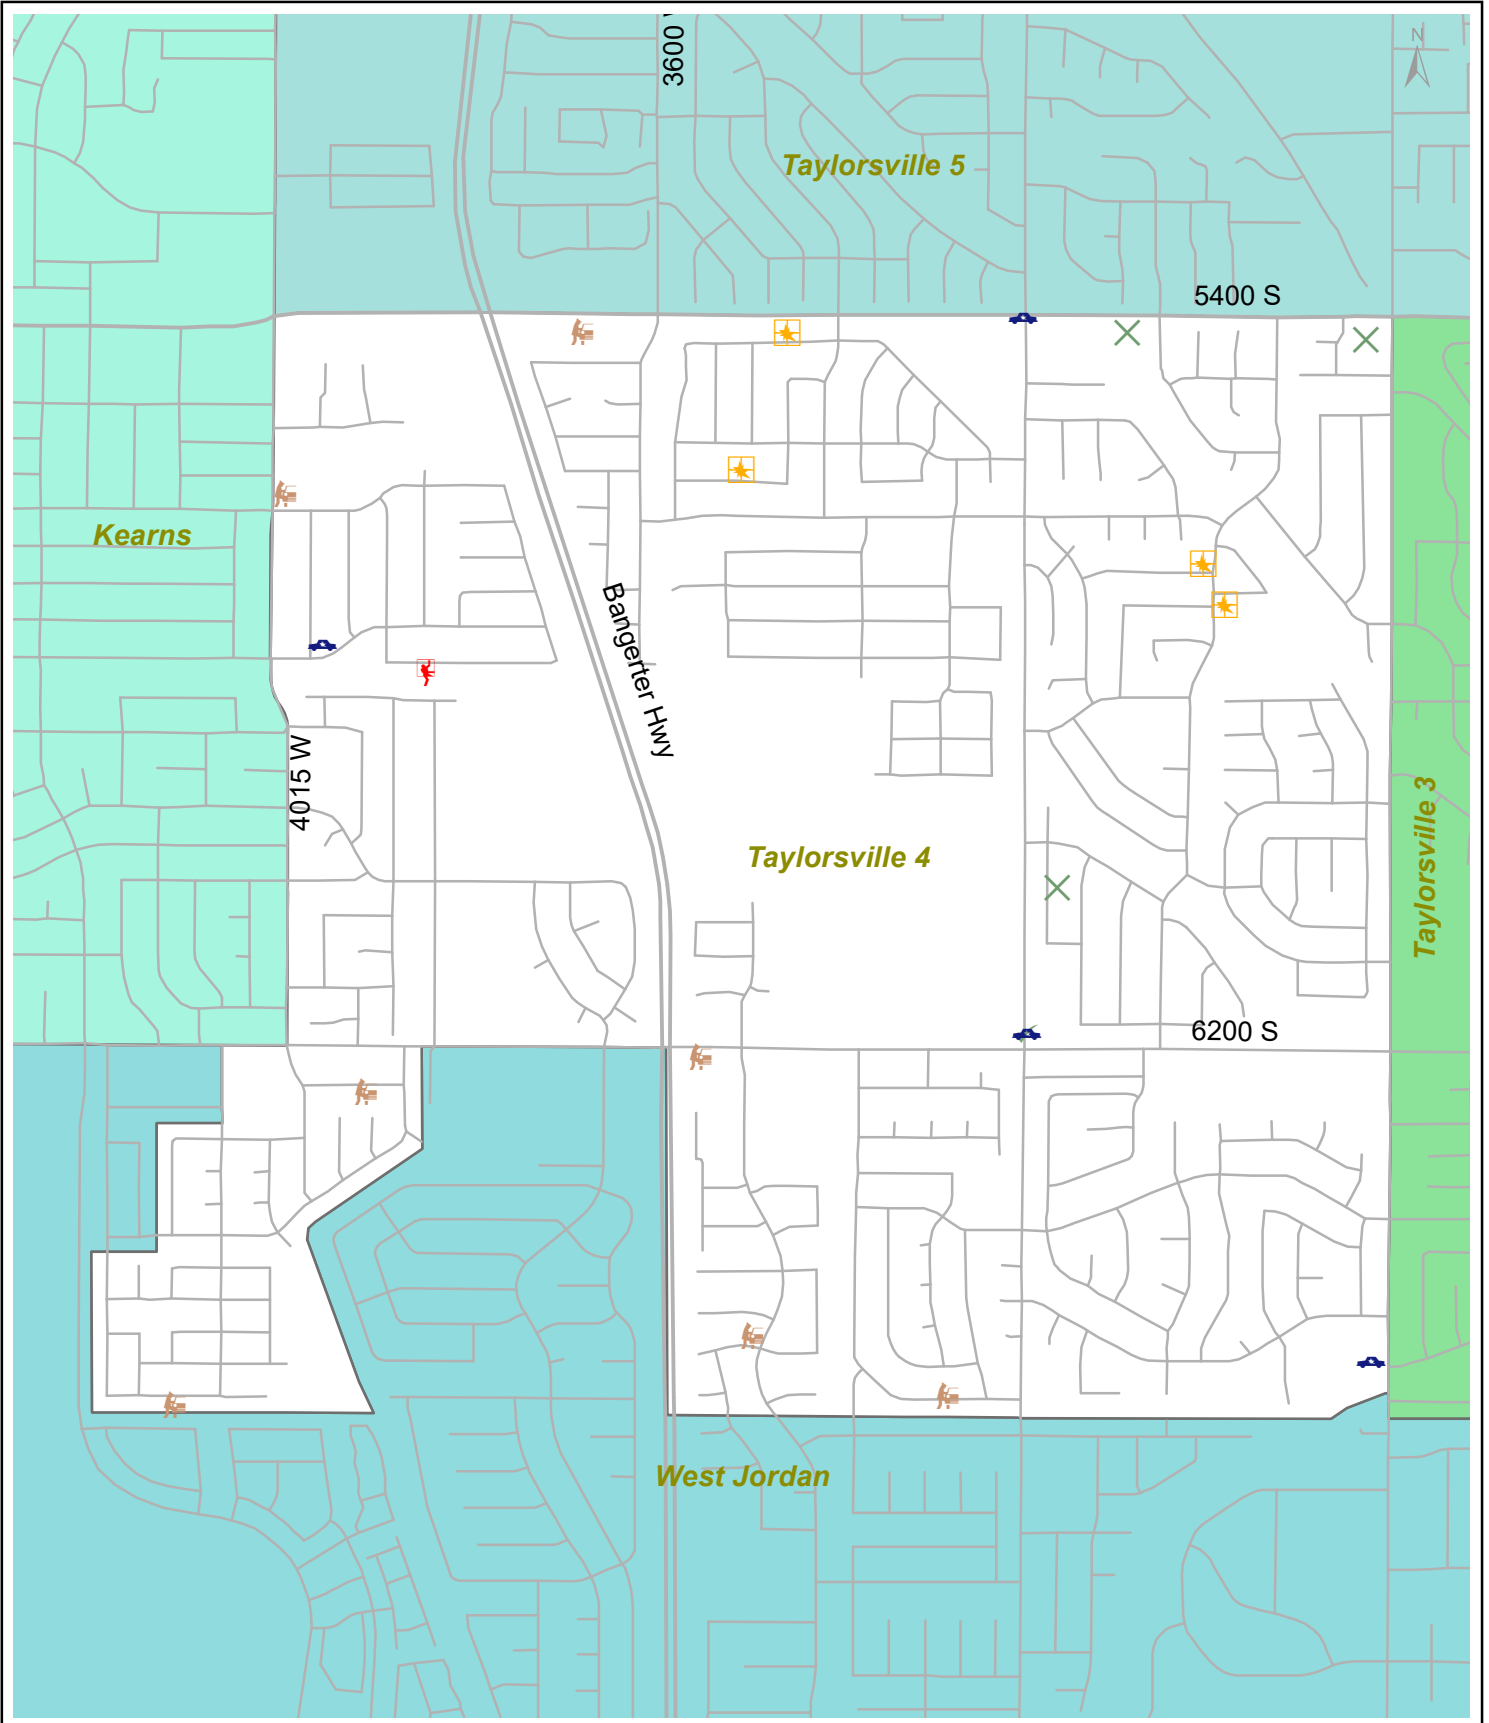 N
3600
Taylorsville 5
5400 S
Kearns
Bangerter Hwy
4015 W
Taylorsville 4
Taylorsville 3
6200 S
West Jordan